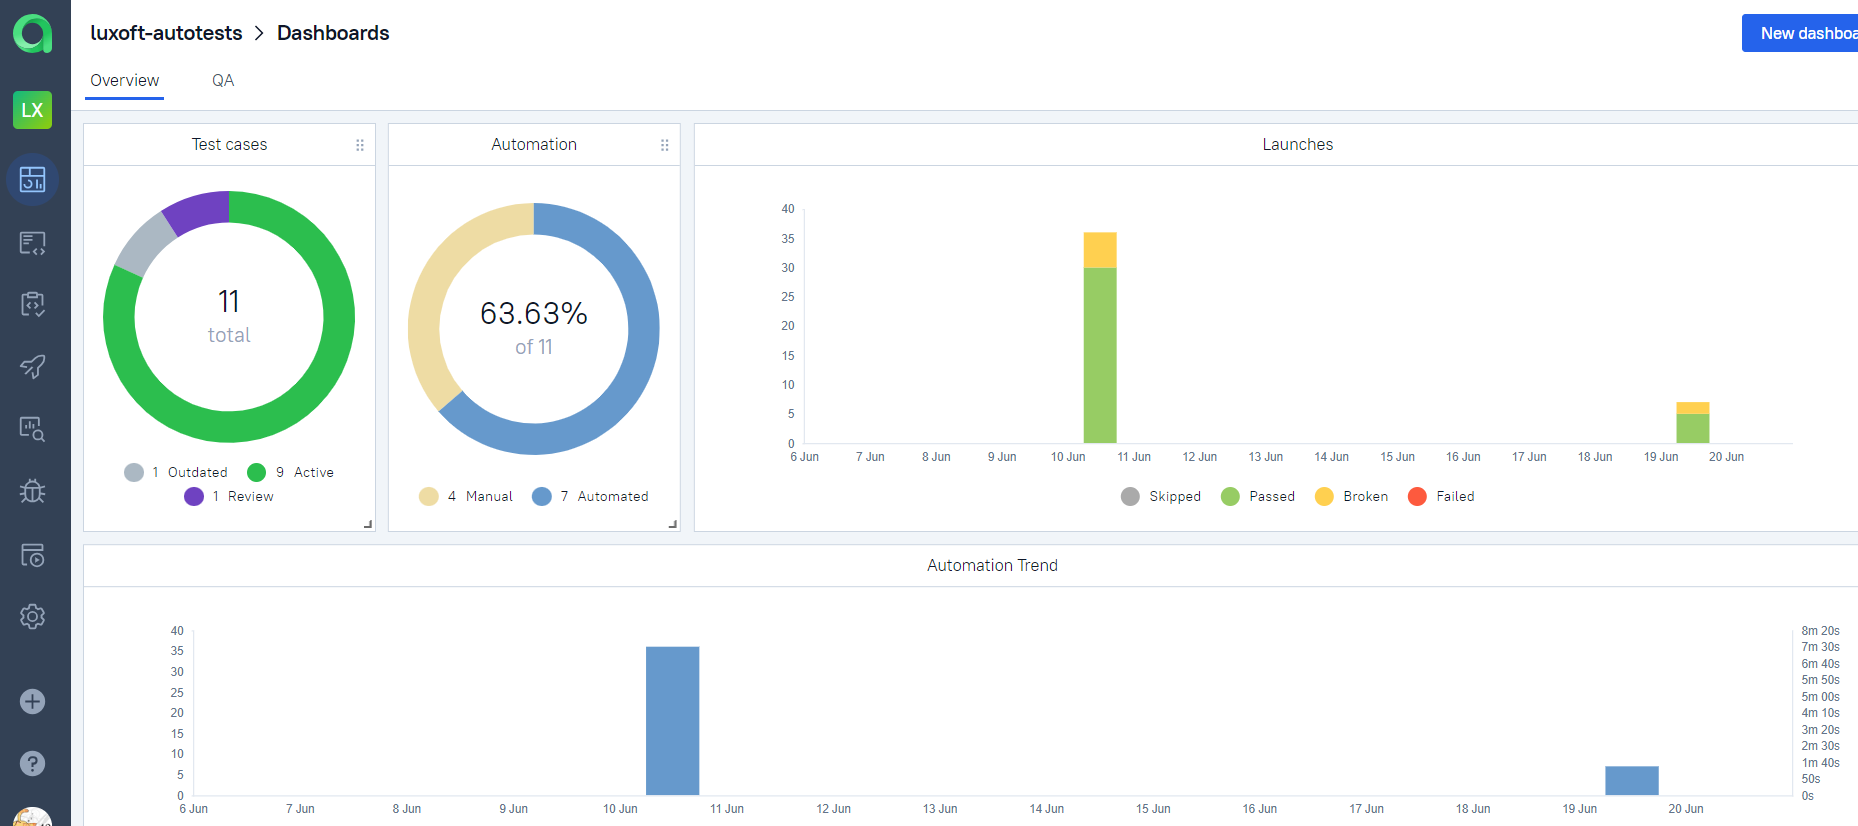 luxoft-autotests > Dashboards
New dashboa
Overview QA
LX
Test cases
11
total
1 Outdated 9 Active
1 Review
Automation
63.63%
of 11
4 Manual 7 Automated
Launches
40
35
30
25
20
15
10
5
0
6 Jun 7 Jun 8 Jun 9 Jun 10 Jun 11 Jun 12 Jun 13 Jun 14 Jun 15 Jun 16 Jun 17 Jun 18 Jun 19 Jun 20 Jun
Skipped Passed Broken Failed
Automation Trend
40
35
30
25
20
15
10
5
0
8m 20s
7m 30s
6m 40s
5m 50s
5m 00s
4m 10s
3m 20s
2m 30s
1m 40s
50s
0s
6 Jun 7 Jun 8 Jun 9 Jun 10 Jun 11 Jun 12 Jun 13 Jun 14 Jun 15 Jun 16 Jun 17 Jun 18 Jun 19 Jun 20 Jun